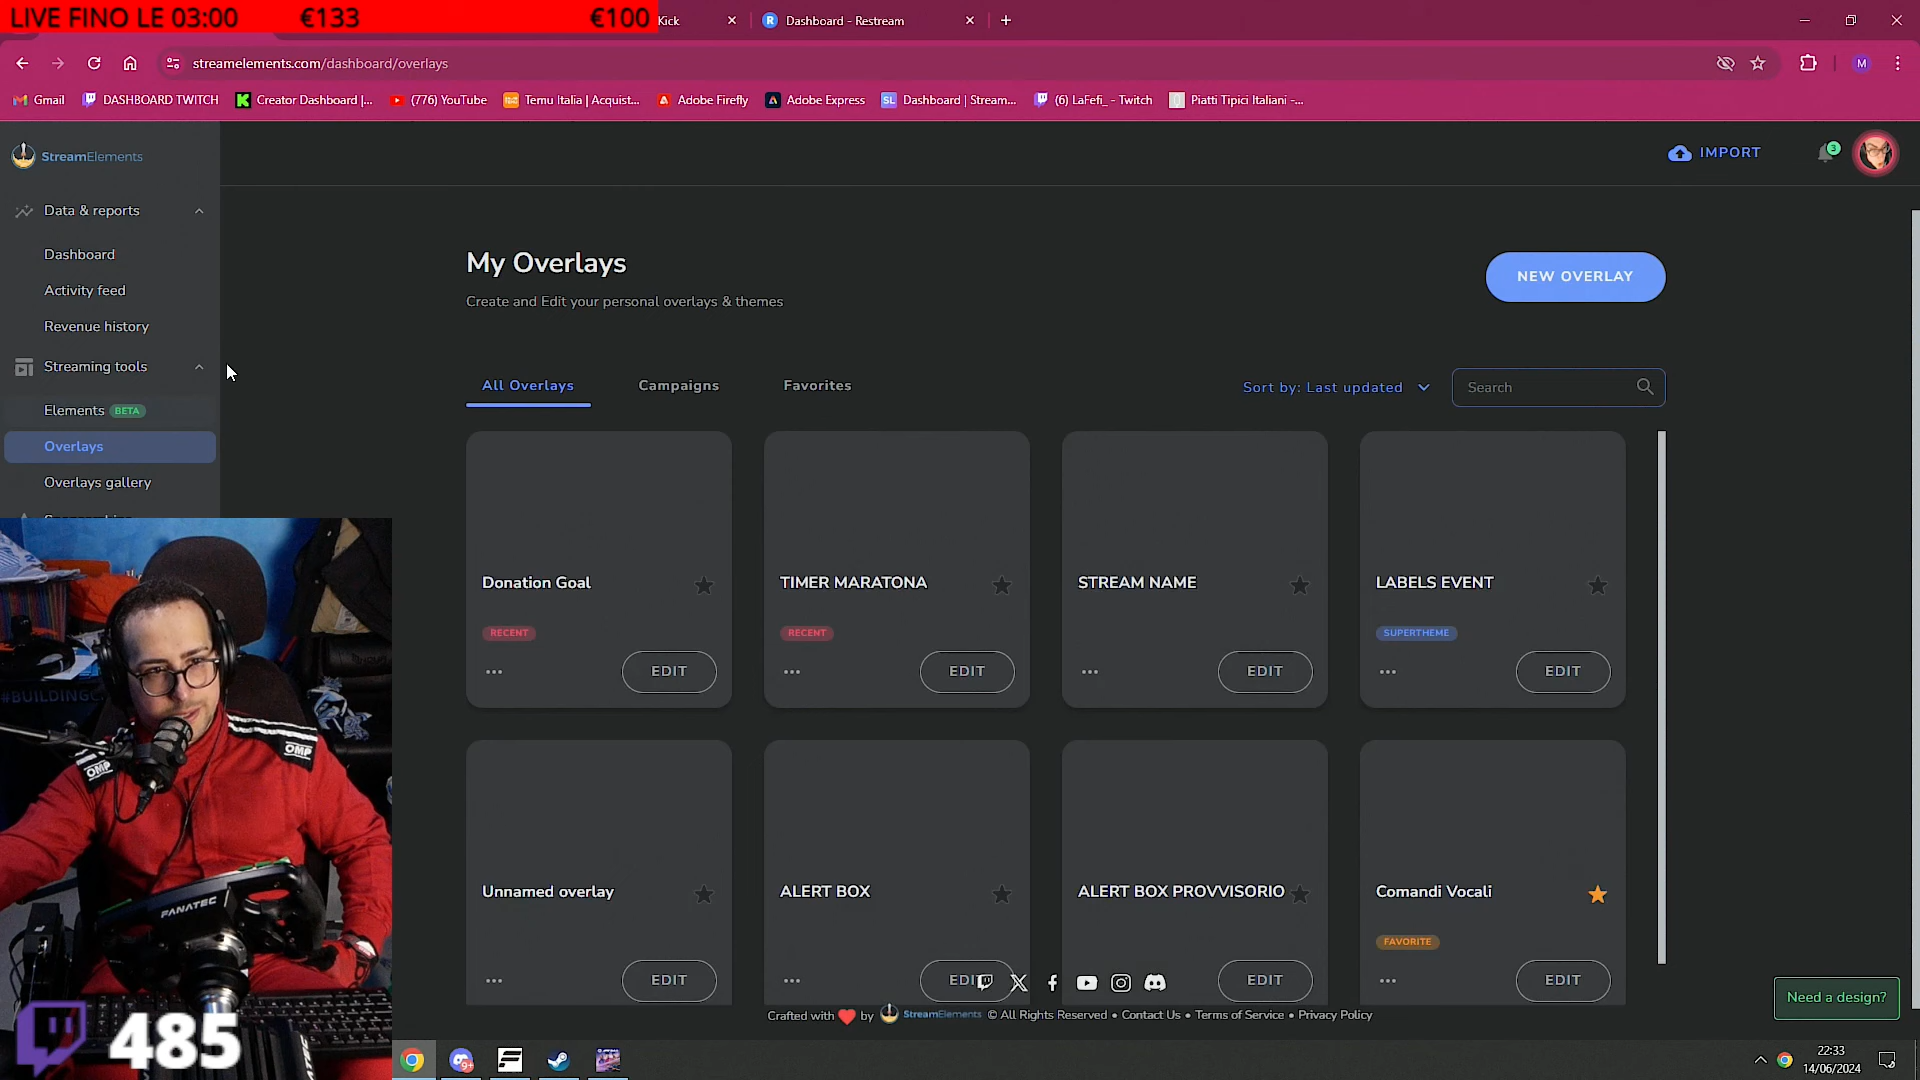 LIVE FINO LE 03:00 €133 €100
Kick
Dashboard - Restream
streamelements.com/dashboard/overlays
Gmail
DASHBOARD TWITCH
Creator Dashboard |...
(776) YouTube
Temu Italia | Acquist...
Adobe Firefly
Adobe Express
Dashboard | Stream...
(6) LaFefi_ - Twitch
Piatti Tipici Italiani -...
M
StreamElements
IMPORT
3
Data & reports
Dashboard
Activity feed
Revenue history
Streaming tools
Elements BETA
Overlays
Overlays gallery
My Overlays
Create and Edit your personal overlays & themes
NEW OVERLAY
All Overlays
Campaigns
Favorites
Sort by: Last updated
Search
Donation Goal
RECENT
EDIT
TIMER MARATONA
RECENT
EDIT
STREAM NAME
EDIT
LABELS EVENT
SUPERTHEME
EDIT
Unnamed overlay
EDIT
ALERT BOX
EDIT
ALERT BOX PROVVISORIO
EDIT
Comandi Vocali
FAVORITE
EDIT
Need a design?
Crafted with by StreamElements © All Rights Reserved • Contact Us • Terms of Service • Privacy Policy
OMP
OMP
FANATEC
485
9+
22:33
14/06/2024